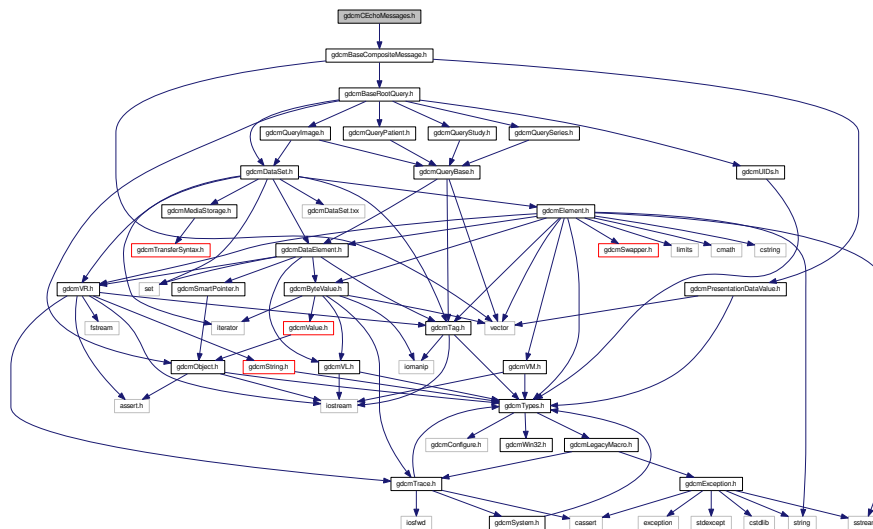 gdcmCEchoMessages.h
gdcmBaseCompositeMessage.h
gdcmBaseRootQuery.h
gdcmQueryImage.h
gdcmQueryPatient.h
gdcmQueryStudy.h
gdcmQuerySeries.h
gdcmDataSet.h
gdcmQueryBase.h
gdcmUIDs.h
gdcmMediaStorage.h
gdcmDataSet.txx
gdcmElement.h
gdcmTransferSyntax.h
gdcmDataElement.h
gdcmSwapper.h
limits
cmath
cstring
gdcmVR.h
set
gdcmSmartPointer.h
gdcmByteValue.h
gdcmPresentationDataValue.h
fstream
iterator
gdcmValue.h
gdcmTag.h
vector
gdcmObject.h
gdcmString.h
gdcmVL.h
iomanip
gdcmVM.h
assert.h
iostream
gdcmTypes.h
gdcmConfigure.h
gdcmWin32.h
gdcmLegacyMacro.h
gdcmTrace.h
gdcmException.h
iosfwd
gdcmSystem.h
cassert
exception
stdexcept
cstdlib
string
sstream